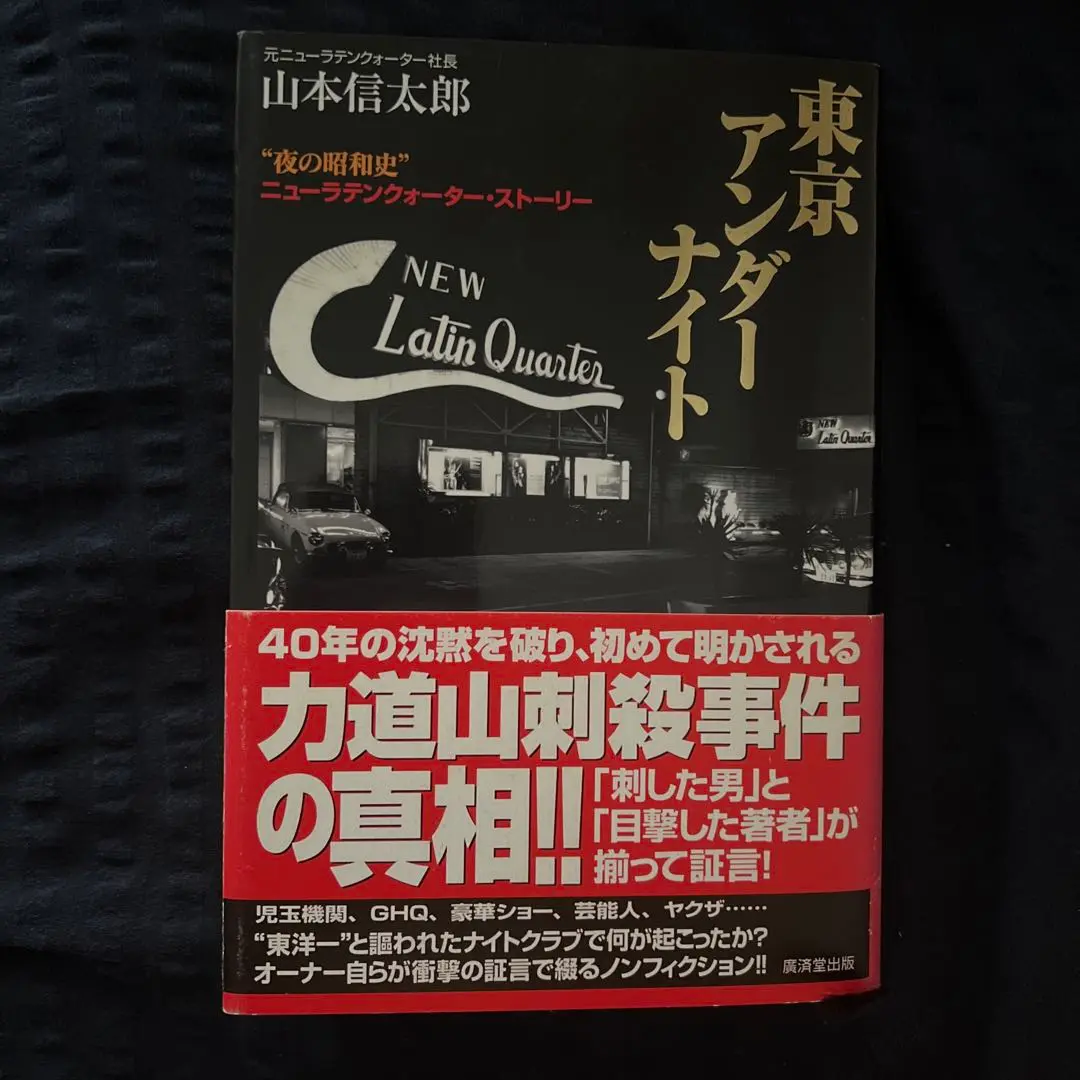 元ニューラテンクォーター社長
山本信太郎
“夜の昭和史”
ニューラテンクォーター・ストーリー
東京
アンダー
ナイト
NEW
Latin Quarter
NEW
Latin Quarter
40年の沈黙を破り、初めて明かされる
力道山刺殺事件
の真相!!
「刺した男」と
「目撃した著者」が
揃って証言!
児玉機関、GHQ、豪華ショー、芸能人、ヤクザ……
“東洋一”と謳われたナイトクラブで何が起こったか?
オーナー自らが衝撃の証言で綴るノンフィクション!!
廣済堂出版